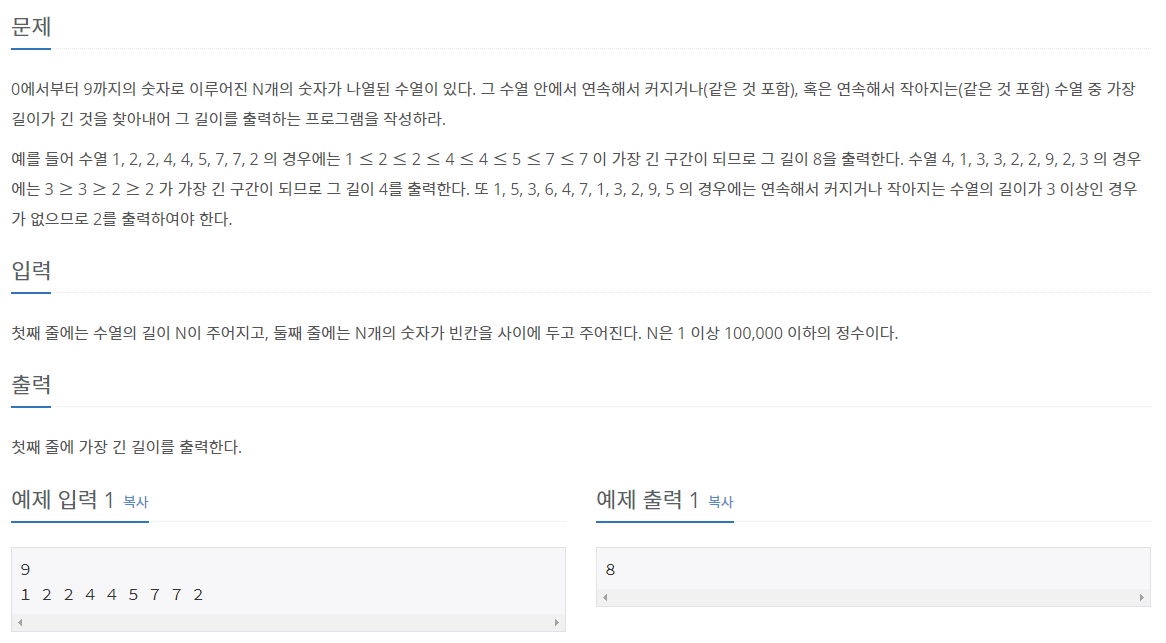 문제
0에서부터 9까지의 숫자로 이루어진 N개의 숫자가 나열된 수열이 있다. 그 수열 안에서 연속해서 커지거나(같은 것 포함), 혹은 연속해서 작아지는(같은 것 포함) 수열 중 가장
길이가 긴 것을 찾아내어 그 길이를 출력하는 프로그램을 작성하라.
예를 들어 수열 1, 2, 2, 4, 4, 5, 7, 7, 2 의 경우에는 1 ≤ 2 ≤ 2 ≤ 4 ≤ 4 ≤ 5 ≤ 7 ≤ 7 이 가장 긴 구간이 되므로 그 길이 8을 출력한다. 수열 4, 1, 3, 3, 2, 2, 9, 2, 3 의 경우
에는 3 ≥ 3 ≥ 2 ≥ 2 가 가장 긴 구간이 되므로 그 길이 4를 출력한다. 또 1, 5, 3, 6, 4, 7, 1, 3, 2, 9, 5 의 경우에는 연속해서 커지거나 작아지는 수열의 길이가 3 이상인 경우
가 없으므로 2를 출력하여야 한다.
입력
첫째 줄에는 수열의 길이 N이 주어지고, 둘째 줄에는 N개의 숫자가 빈칸을 사이에 두고 주어진다. N은 1 이상 100,000 이하의 정수이다.
출력
첫째 줄에 가장 긴 길이를 출력한다.
예제 입력 1 복사
9
1 2 2 4 4 5 7 7 2
예제 출력 1 복사
8